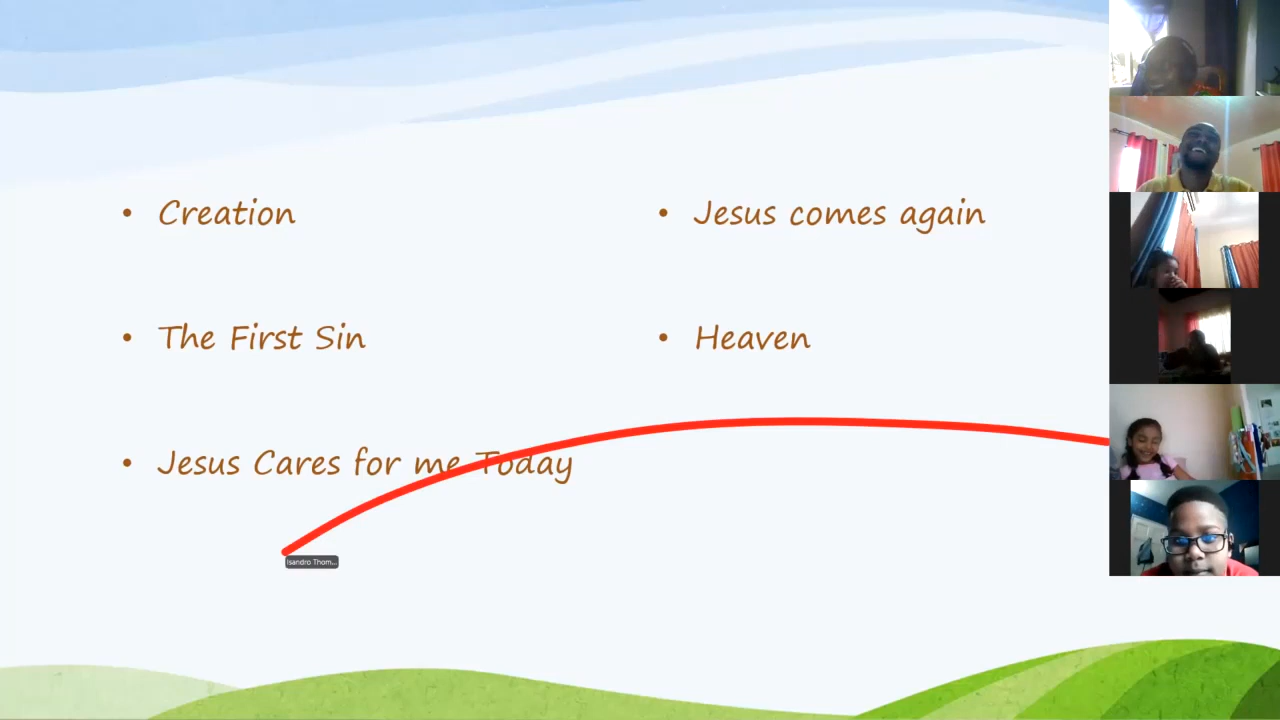 • Creation
• The First Sin
• Jesus Cares for me Today
• Jesus comes again
• Heaven
Isandro Thom...